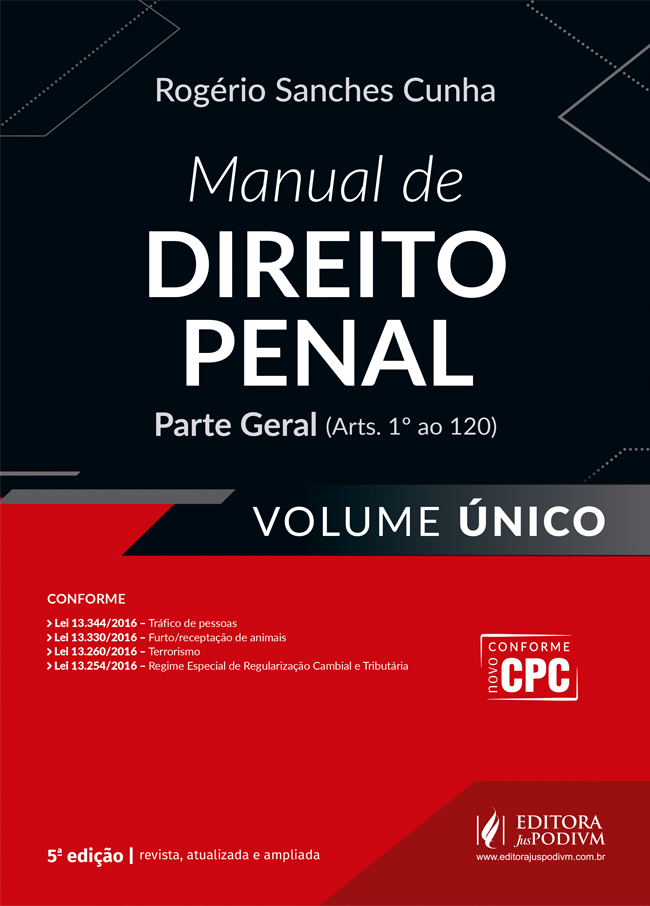 Rogério Sanches Cunha
Manual de
DIREITO
PENAL
Parte Geral (Arts. 1º ao 120)
VOLUME ÚNICO
CONFORME
Lei 13.344/2016 – Tráfico de pessoas
Lei 13.330/2016 – Furto/receptação de animais
Lei 13.260/2016 – Terrorismo
Lei 13.254/2016 – Regime Especial de Regularização Cambial e Tributária
CONFORME
novo CPC
5ª edição | revista, atualizada e ampliada
EDITORA
JusPODIVM
www.editorajuspodivm.com.br